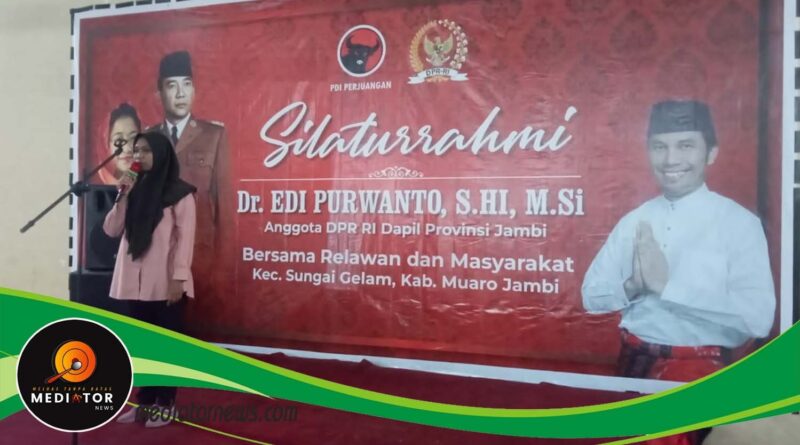 PDI PERJUANGAN
DPR-RI
Silaturrahmi
Dr. EDI PURWANTO, S.HI, M.Si
Anggota DPR RI Dapil Provinsi Jambi
Bersama Relawan dan Masyarakat
Kec. Sungai Gelam, Kab. Muaro Jambi
MELHAS TANPA BATAS
MEDIATOR
NEWS
mediatornews.com